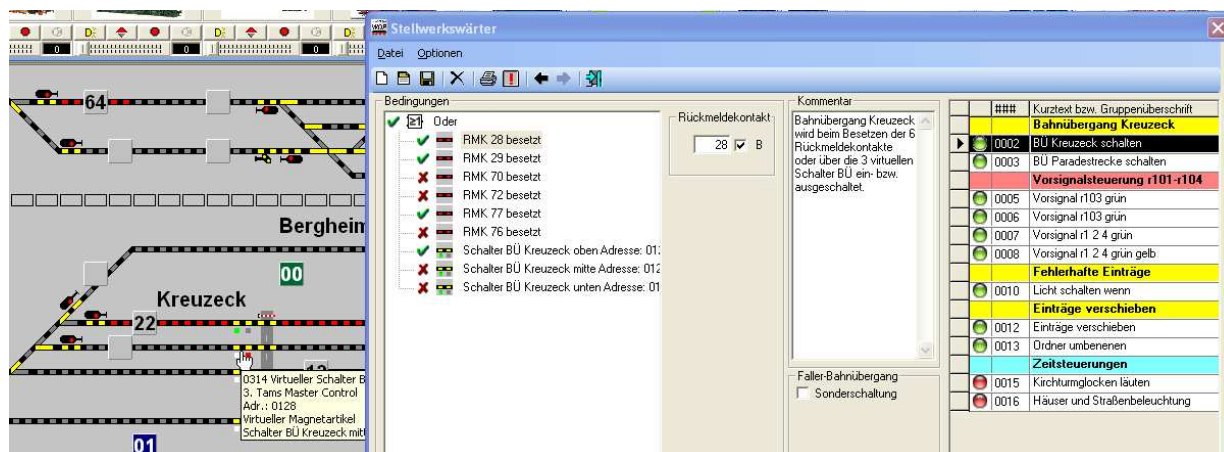 D:
D:
D:
0
0
0
64
Bergheim
00
Kreuzeck
22
0314 Virtueller Schalter B
3. Tams Master Control
Adr.: 0128
Virtueller Magnetartikel
Schalter BÜ Kreuzeck mitt
01
WDP Stellwerkswärter
Datei Optionen
Bedingungen
≥1 Oder
RMK 28 besetzt
RMK 29 besetzt
RMK 70 besetzt
RMK 72 besetzt
RMK 77 besetzt
RMK 76 besetzt
Schalter BÜ Kreuzeck oben Adresse: 012
Schalter BÜ Kreuzeck mitte Adresse: 012
Schalter BÜ Kreuzeck unten Adresse: 01
Rückmeldekontakt
28 B
Kommentar
Bahnübergang Kreuzeck
wird beim Besetzen der 6
Rückmeldekontakte
oder über die 3 virtuellen
Schalter BÜ ein- bzw.
ausgeschaltet.
Faller-Bahnübergang
Sonderschaltung
### Kurztext bzw. Gruppenüberschrift
Bahnübergang Kreuzeck
0002 BÜ Kreuzeck schalten
0003 BÜ Paradestrecke schalten
Vorsignalsteuerung r101-r104
0005 Vorsignal r103 grün
0006 Vorsignal r103 grün
0007 Vorsignal r1 2 4 grün
0008 Vorsignal r1 2 4 grün gelb
Fehlerhafte Einträge
0010 Licht schalten wenn
Einträge verschieben
0012 Einträge verschieben
0013 Ordner umbenenen
Zeitsteuerungen
0015 Kirchturmglocken läuten
0016 Häuser und Straßenbeleuchtung